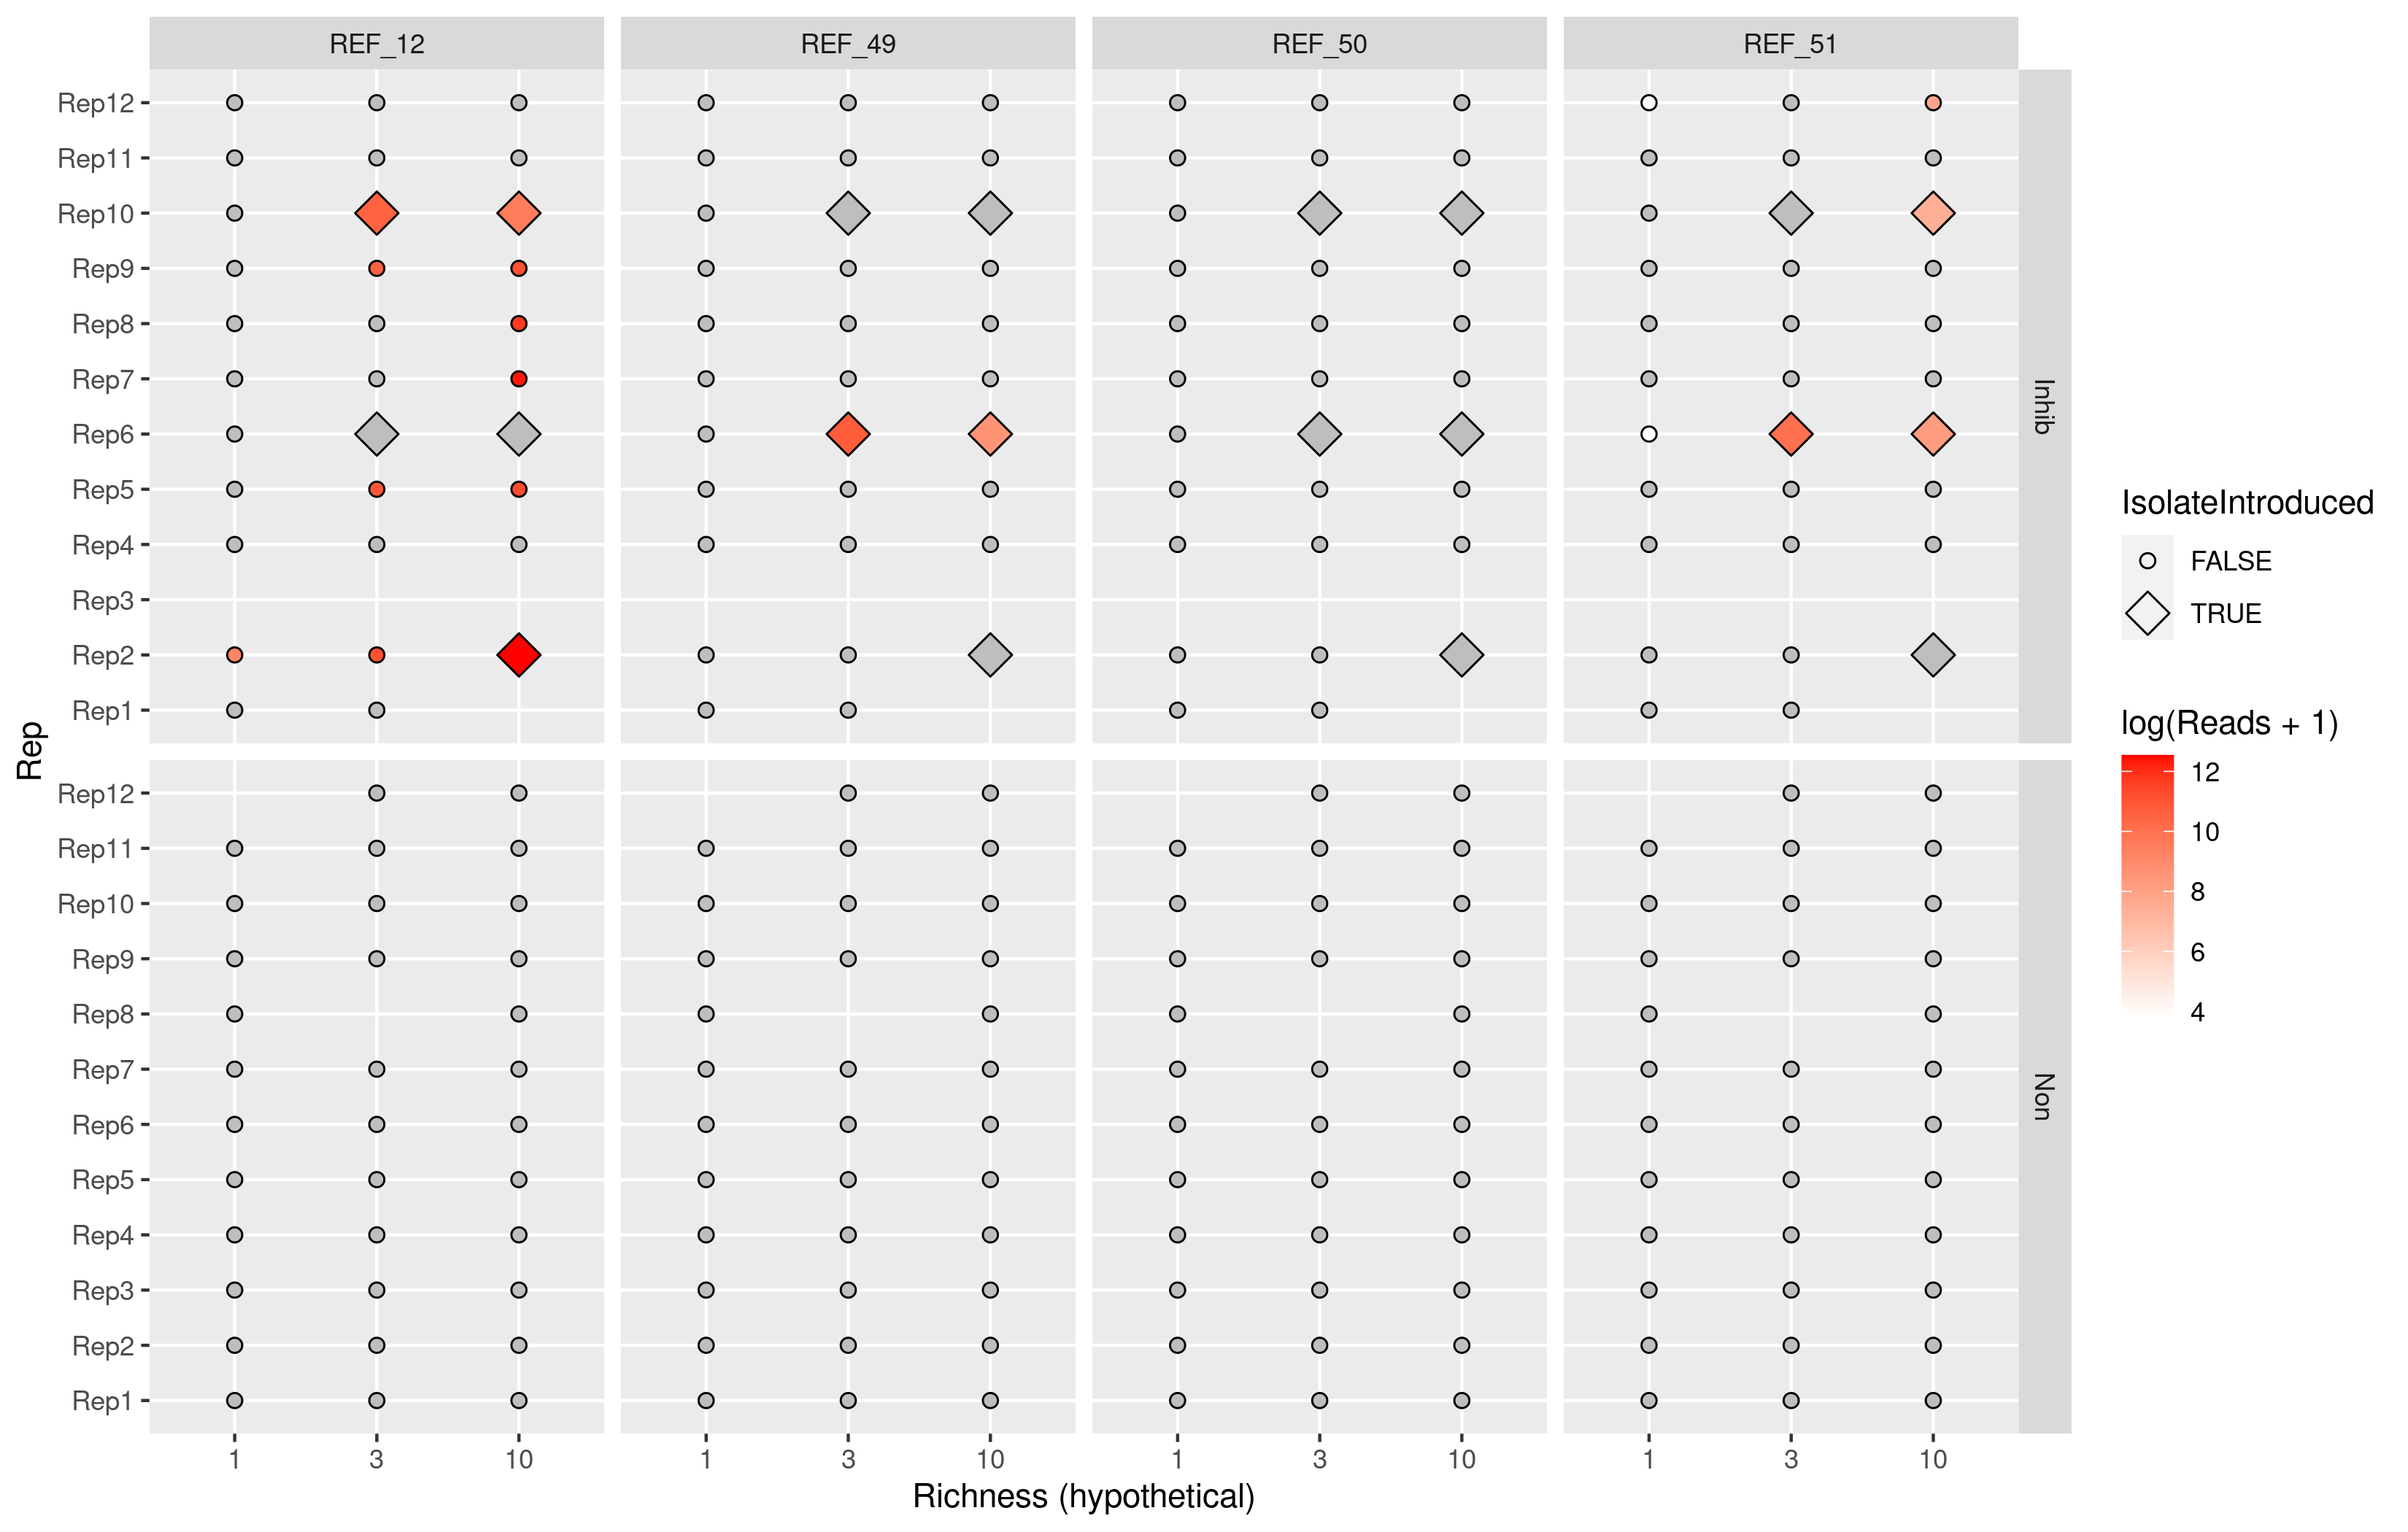 REF_12 REF_49 REF_50 REF_51
Rep12
Rep11
Rep10
Rep9
Rep8
Rep7
Rep6
Rep5
Rep4
Rep3
Rep2
Rep1
Inhib
Rep12
Rep11
Rep10
Rep9
Rep8
Rep7
Rep6
Rep5
Rep4
Rep3
Rep2
Rep1
Non
Rep
1 3 10 1 3 10 1 3 10 1 3 10
Richness (hypothetical)
IsolateIntroduced
FALSE
TRUE
log(Reads + 1)
12
10
8
6
4